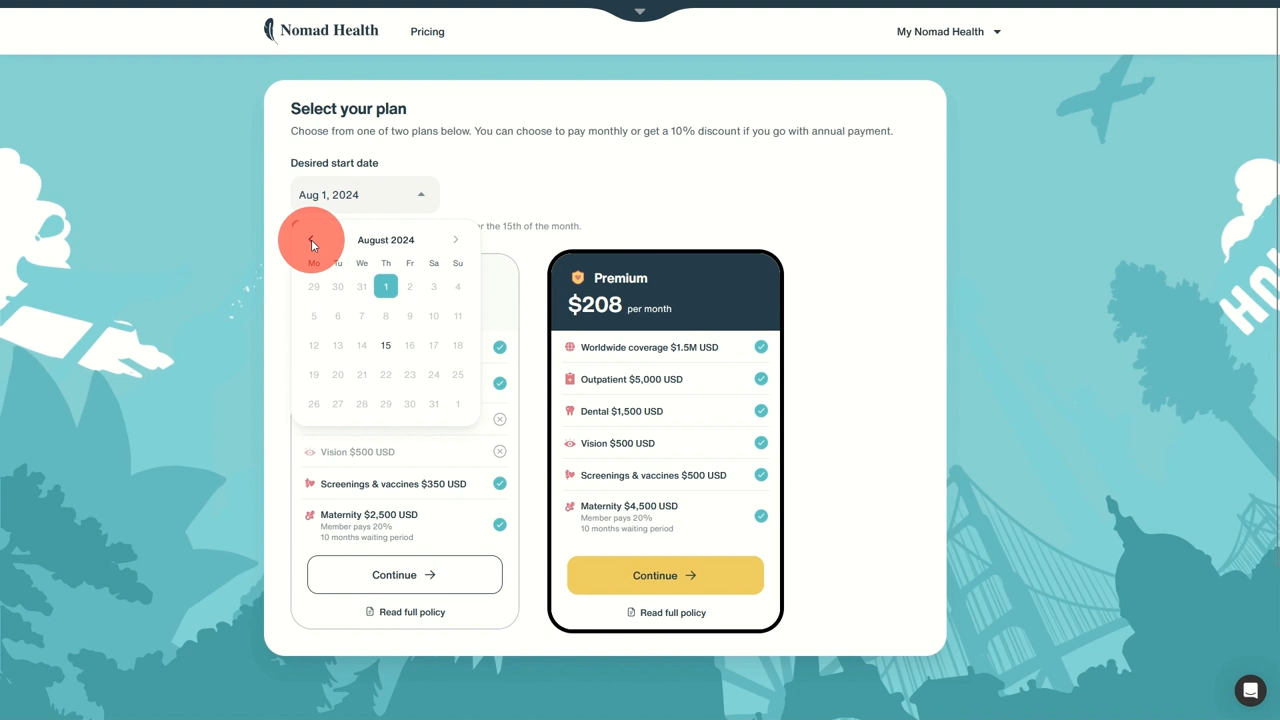 Nomad Health
Pricing
My Nomad Health
Select your plan
Choose from one of two plans below. You can choose to pay monthly or get a 10% discount if you go with annual payment.
Desired start date
Aug 1, 2024
the 15th of the month.
August 2024
Mo Tu We Th Fr Sa Su
29 30 31 1 2 3 4
5 6 7 8 9 10 11
12 13 14 15 16 17 18
19 20 21 22 23 24 25
26 27 28 29 30 31 1
Vision $500 USD
Screenings & vaccines $350 USD
Maternity $2,500 USD
Member pays 20%
10 months waiting period
Continue
Read full policy
Premium
$208 per month
Worldwide coverage $1.5M USD
Outpatient $5,000 USD
Dental $1,500 USD
Vision $500 USD
Screenings & vaccines $500 USD
Maternity $4,500 USD
Member pays 20%
10 months waiting period
Continue
Read full policy